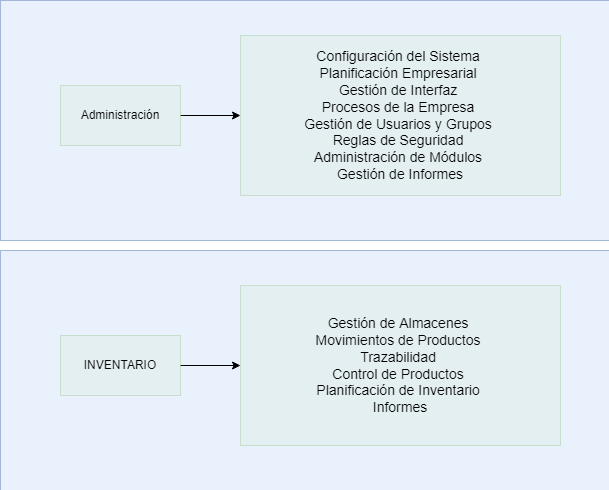 Administración
Configuración del Sistema
Planificación Empresarial
Gestión de Interfaz
Procesos de la Empresa
Gestión de Usuarios y Grupos
Reglas de Seguridad
Administración de Módulos
Gestión de Informes
INVENTARIO
Gestión de Almacenes
Movimientos de Productos
Trazabilidad
Control de Productos
Planificación de Inventario
Informes